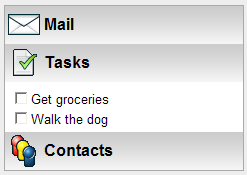 Mail
Tasks
Get groceries
Walk the dog
Contacts